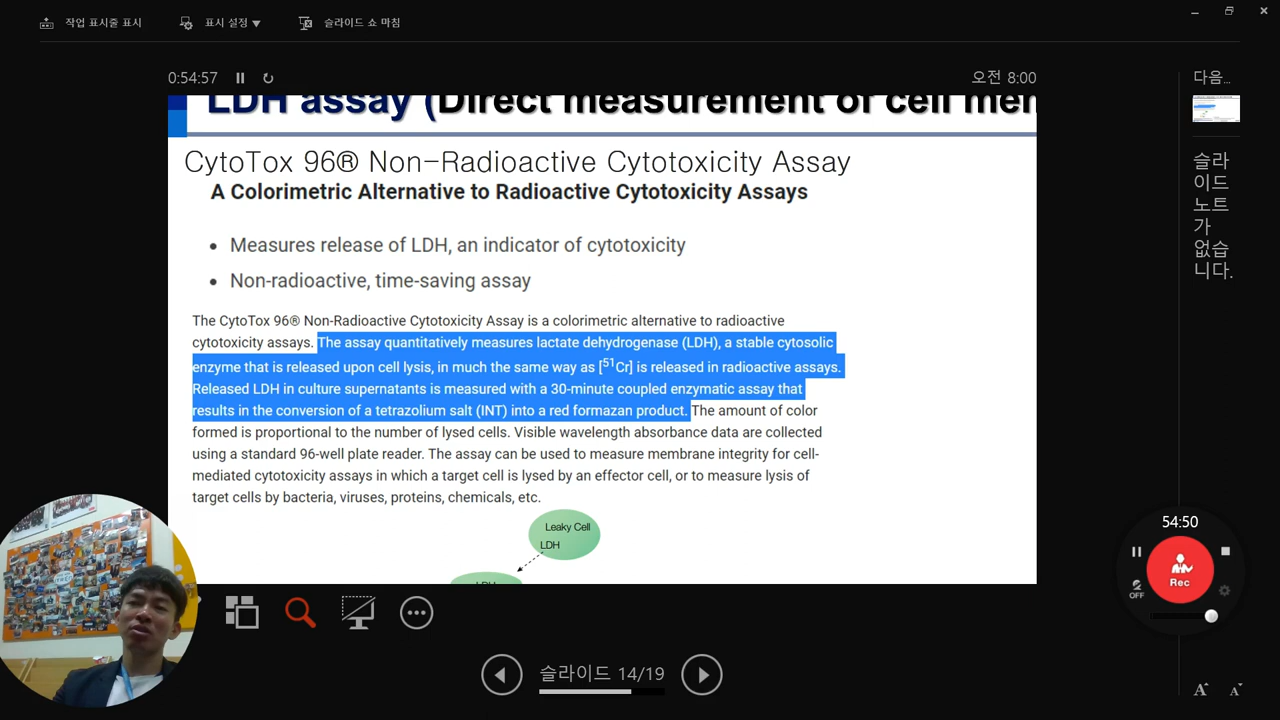 작업 표시줄 표시
표시 설정 ▼
슬라이드 쇼 마침
0:54:57
오전 8:00
다음...
LDH assay (Direct measurement of cell mem
CytoTox 96® Non-Radioactive Cytotoxicity Assay
A Colorimetric Alternative to Radioactive Cytotoxicity Assays
• Measures release of LDH, an indicator of cytotoxicity
• Non-radioactive, time-saving assay
The CytoTox 96® Non-Radioactive Cytotoxicity Assay is a colorimetric alternative to radioactive
cytotoxicity assays. The assay quantitatively measures lactate dehydrogenase (LDH), a stable cytosolic
enzyme that is released upon cell lysis, in much the same way as [⁵¹Cr] is released in radioactive assays.
Released LDH in culture supernatants is measured with a 30-minute coupled enzymatic assay that
results in the conversion of a tetrazolium salt (INT) into a red formazan product. The amount of color
formed is proportional to the number of lysed cells. Visible wavelength absorbance data are collected
using a standard 96-well plate reader. The assay can be used to measure membrane integrity for cell-
mediated cytotoxicity assays in which a target cell is lysed by an effector cell, or to measure lysis of
target cells by bacteria, viruses, proteins, chemicals, etc.
Leaky Cell
LDH
LDH
슬라
이드
노트
가
없습
니다.
54:50
Rec
OFF
슬라이드 14/19
A
A